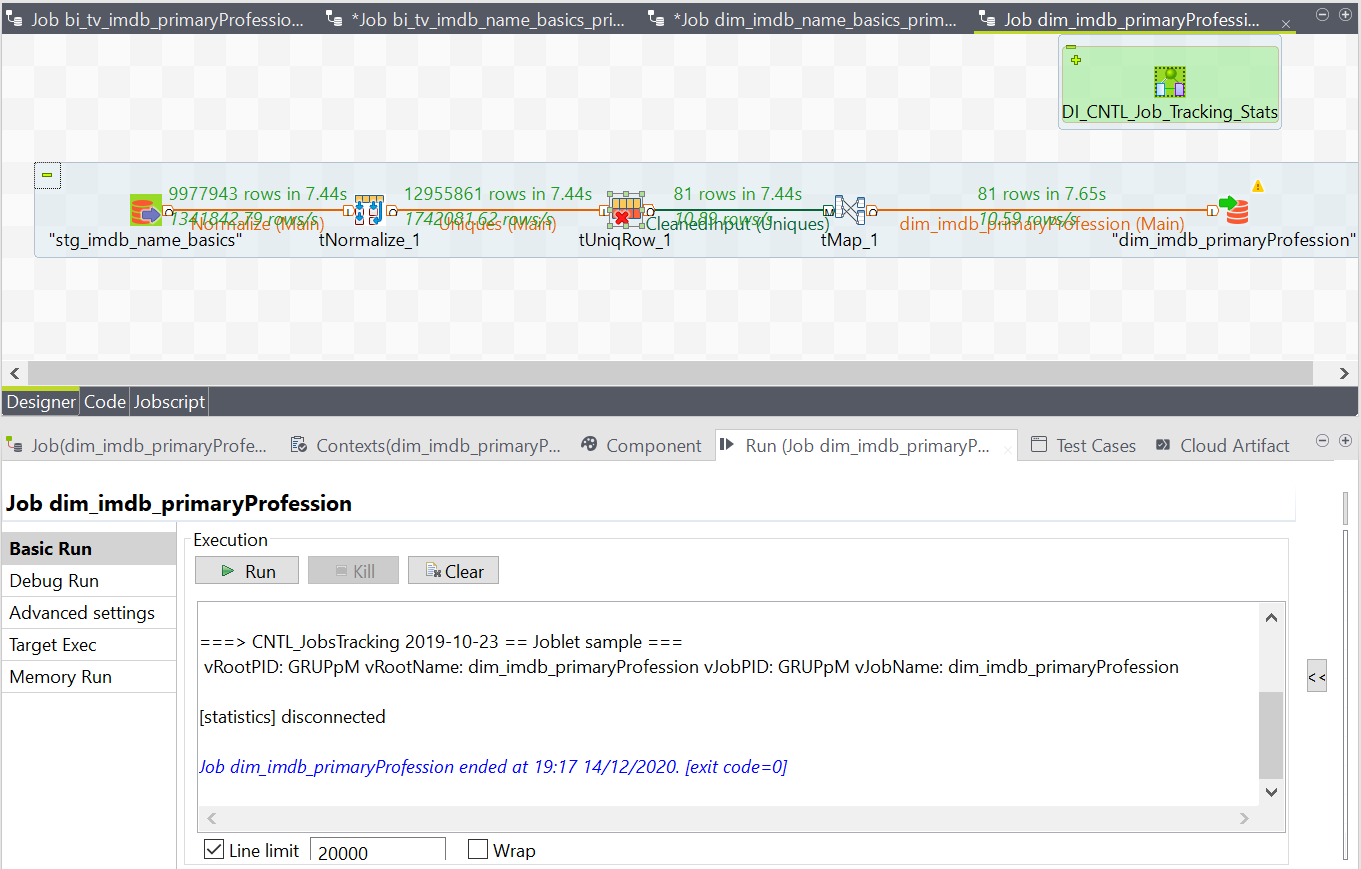 Job bi_tv_imdb_primaryProfessio... *Job bi_tv_imdb_name_basics_pri... *Job dim_imdb_name_basics_prim... Job dim_imdb_primaryProfessi...
DI_CNTL_Job_Tracking_Stats
9977943 rows in 7.44s 12955861 rows in 7.44s 81 rows in 7.44s 81 rows in 7.65s
1341842.79 rows/s 1742081.62 rows/s 10.89 rows/s 10.59 rows/s
Normalize (Main) Uniques (Main) CleanedInput (Uniques) dim_imdb_primaryProfession (Main)
"stg_imdb_name_basics" tNormalize_1 tUniqRow_1 tMap_1 "dim_imdb_primaryProfession"
Designer Code Jobscript
Job(dim_imdb_primaryProfe... Contexts(dim_imdb_primaryP... Component Run (Job dim_imdb_primaryP... Test Cases Cloud Artifact
Job dim_imdb_primaryProfession
Basic Run
Debug Run
Advanced settings
Target Exec
Memory Run
Execution
Run Kill Clear
===> CNTL_JobsTracking 2019-10-23 == Joblet sample ===
vRootPID: GRUPpM vRootName: dim_imdb_primaryProfession vJobPID: GRUPpM vJobName: dim_imdb_primaryProfession
[statistics] disconnected
Job dim_imdb_primaryProfession ended at 19:17 14/12/2020. [exit code=0]
<<
Line limit 20000 Wrap